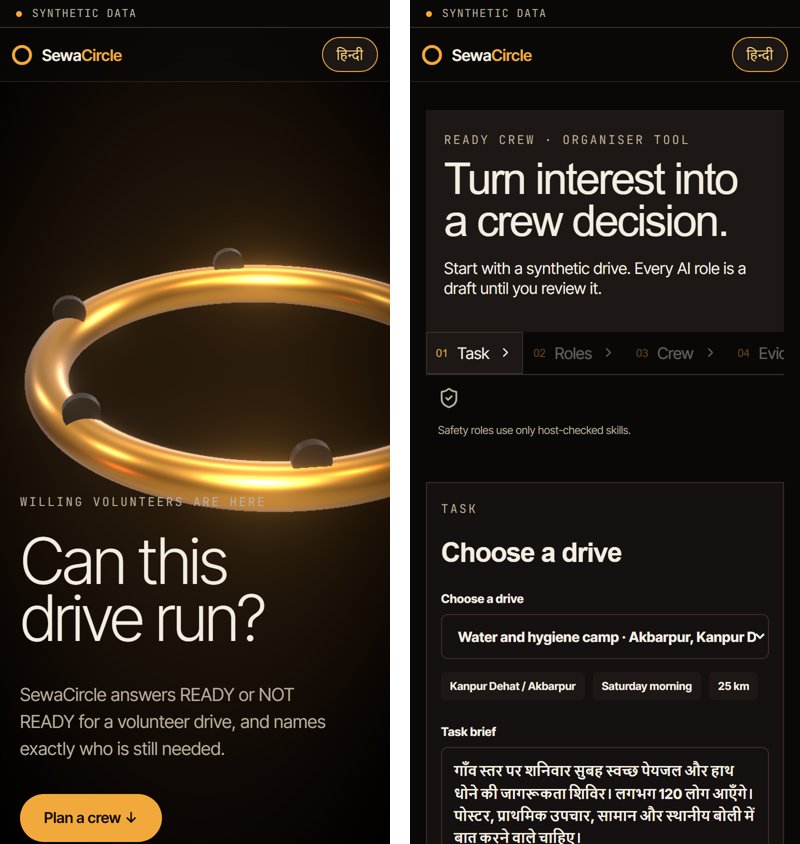 SYNTHETIC DATA
SewaCircle
हिन्दी
WILLING VOLUNTEERS ARE HERE
Can this
drive run?
SewaCircle answers READY or NOT
READY for a volunteer drive, and names
exactly who is still needed.
Plan a crew ↓
SYNTHETIC DATA
SewaCircle
हिन्दी
READY CREW · ORGANISER TOOL
Turn interest into
a crew decision.
Start with a synthetic drive. Every AI role is a
draft until you review it.
01 Task > 02 Roles > 03 Crew > 04 Evic
Safety roles use only host-checked skills.
TASK
Choose a drive
Choose a drive
Water and hygiene camp · Akbarpur, Kanpur D
Kanpur Dehat / Akbarpur Saturday morning 25 km
Task brief
गाँव स्तर पर शनिवार सुबह स्वच्छ पेयजल और हाथ
धोने की जागरूकता शिविर। लगभग 120 लोग आएँगे।
पोस्टर, प्राथमिक उपचार, सामान और स्थानीय बोली में
बात करने वाले चाहिए।